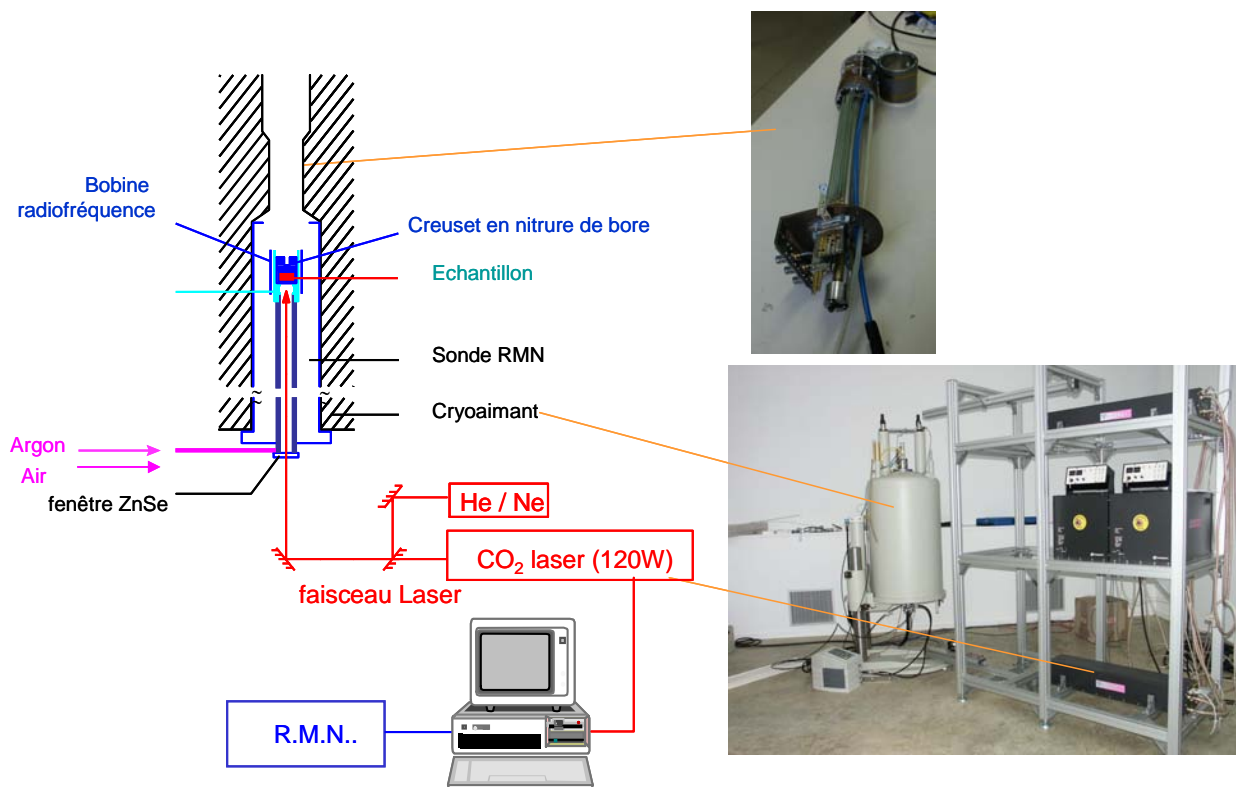 Bobine
radiofréquence
Creuset en nitrure de bore
Echantillon
Sonde RMN
Cryoaimant
Argon
Air
fenêtre ZnSe
He / Ne
CO₂ laser (120W)
faisceau Laser
R.M.N..